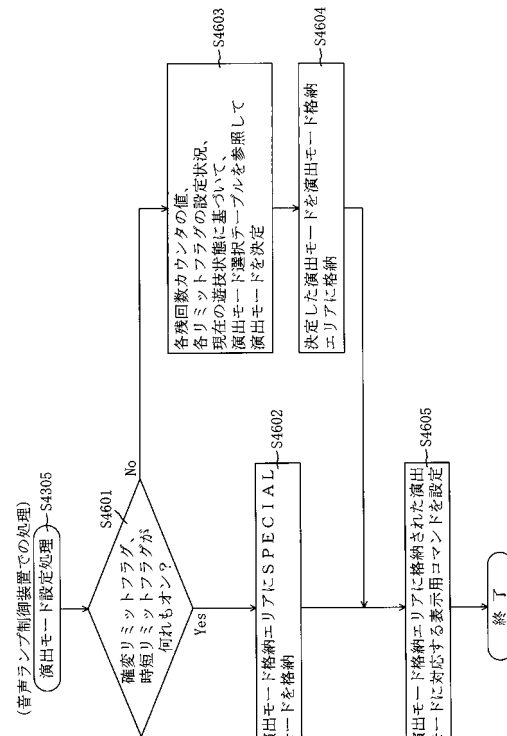 (音声ランプ制御装置での処理)
演出モード設定処理
S4305
S4601
確変リミットフラグ、
時短リミットフラグが
何れもオン?
Yes
No
S4602
演出モード格納エリアにSPECIAL
モードを格納
S4603
各残回数カウンタの値、
各リミットフラグの設定状況、
現在の遊技状態に基づいて、
演出モード選択テーブルを参照して
演出モードを決定
S4604
決定した演出モードを演出モード格納
エリアに格納
S4605
演出モード格納エリアに格納された演出
モードに対応する表示用コマンドを設定
終了